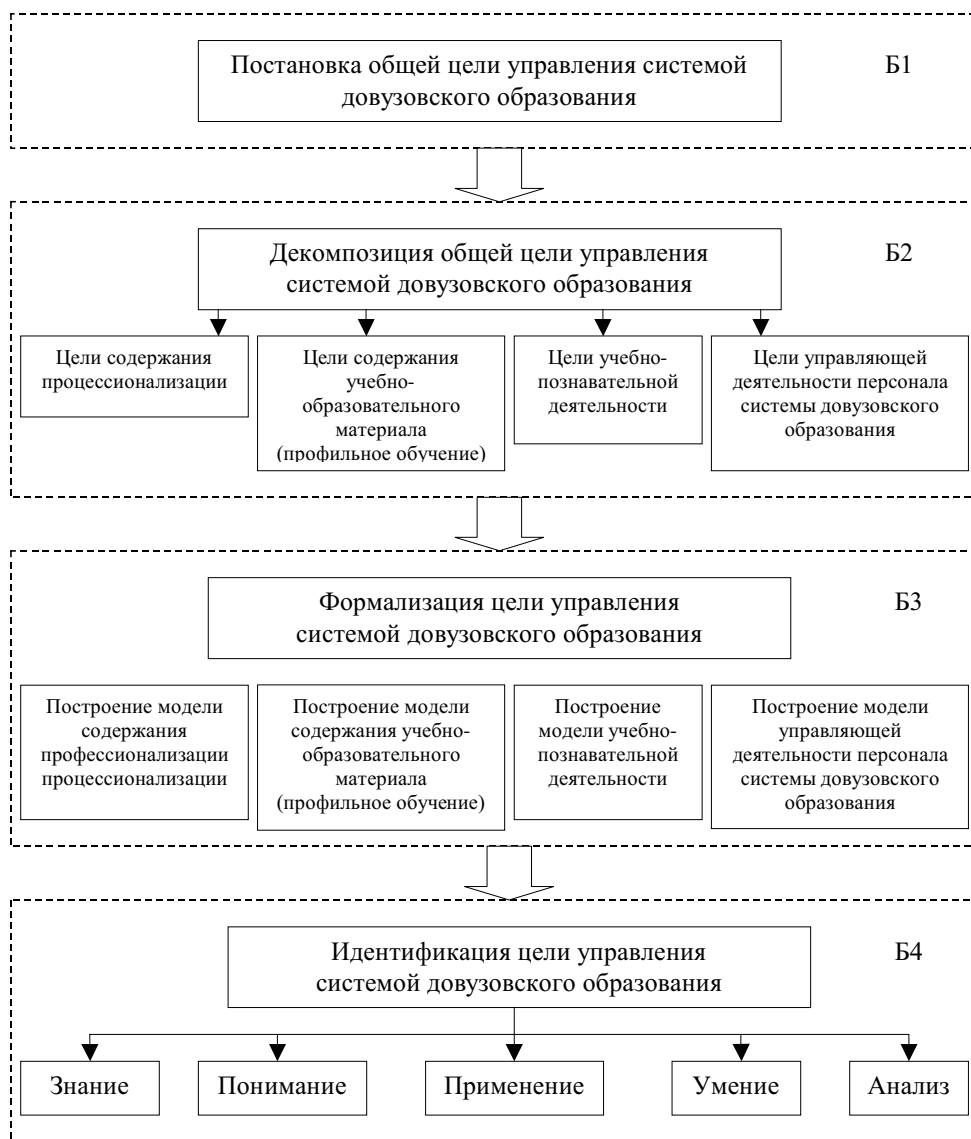 Постановка общей цели управления системой
довузовского образования
Б1
Декомпозиция общей цели управления
системой довузовского образования
Б2
Цели содержания
процессионализации
Цели содержания
учебно-
образовательного
материала
(профильное обучение)
Цели учебно-
познавательной
деятельности
Цели управляющей
деятельности персонала
системы довузовского
образования
Формализация цели управления
системой довузовского образования
Б3
Построение модели
содержания
профессионализации
процессионализации
Построение модели
содержания учебно-
образовательного
материала
(профильное обучение)
Построение
модели учебно-
познавательной
деятельности
Построение модели
управляющей
деятельности персонала
системы довузовского
образования
Идентификация цели управления
системой довузовского образования
Б4
Знание
Понимание
Применение
Умение
Анализ